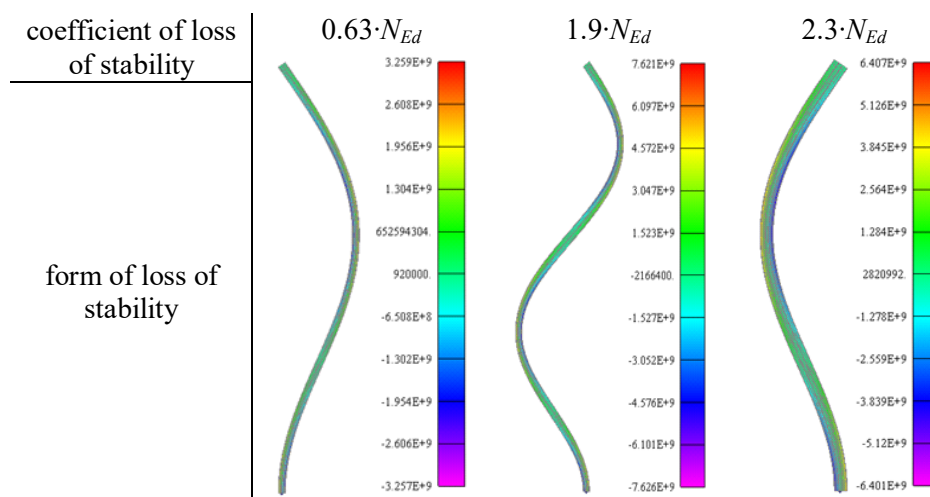 coefficient of loss
of stability
0.63·N_Ed
1.9·N_Ed
2.3·N_Ed
form of loss of
stability
3.259E+9
2.608E+9
1.956E+9
1.304E+9
652594304.
920000.
-6.508E+8
-1.302E+9
-1.954E+9
-2.606E+9
-3.257E+9
7.621E+9
6.097E+9
4.572E+9
3.047E+9
1.523E+9
-2166400.
-1.527E+9
-3.052E+9
-4.576E+9
-6.101E+9
-7.626E+9
6.407E+9
5.126E+9
3.845E+9
2.564E+9
1.284E+9
2820992.
-1.278E+9
-2.559E+9
-3.839E+9
-5.12E+9
-6.401E+9